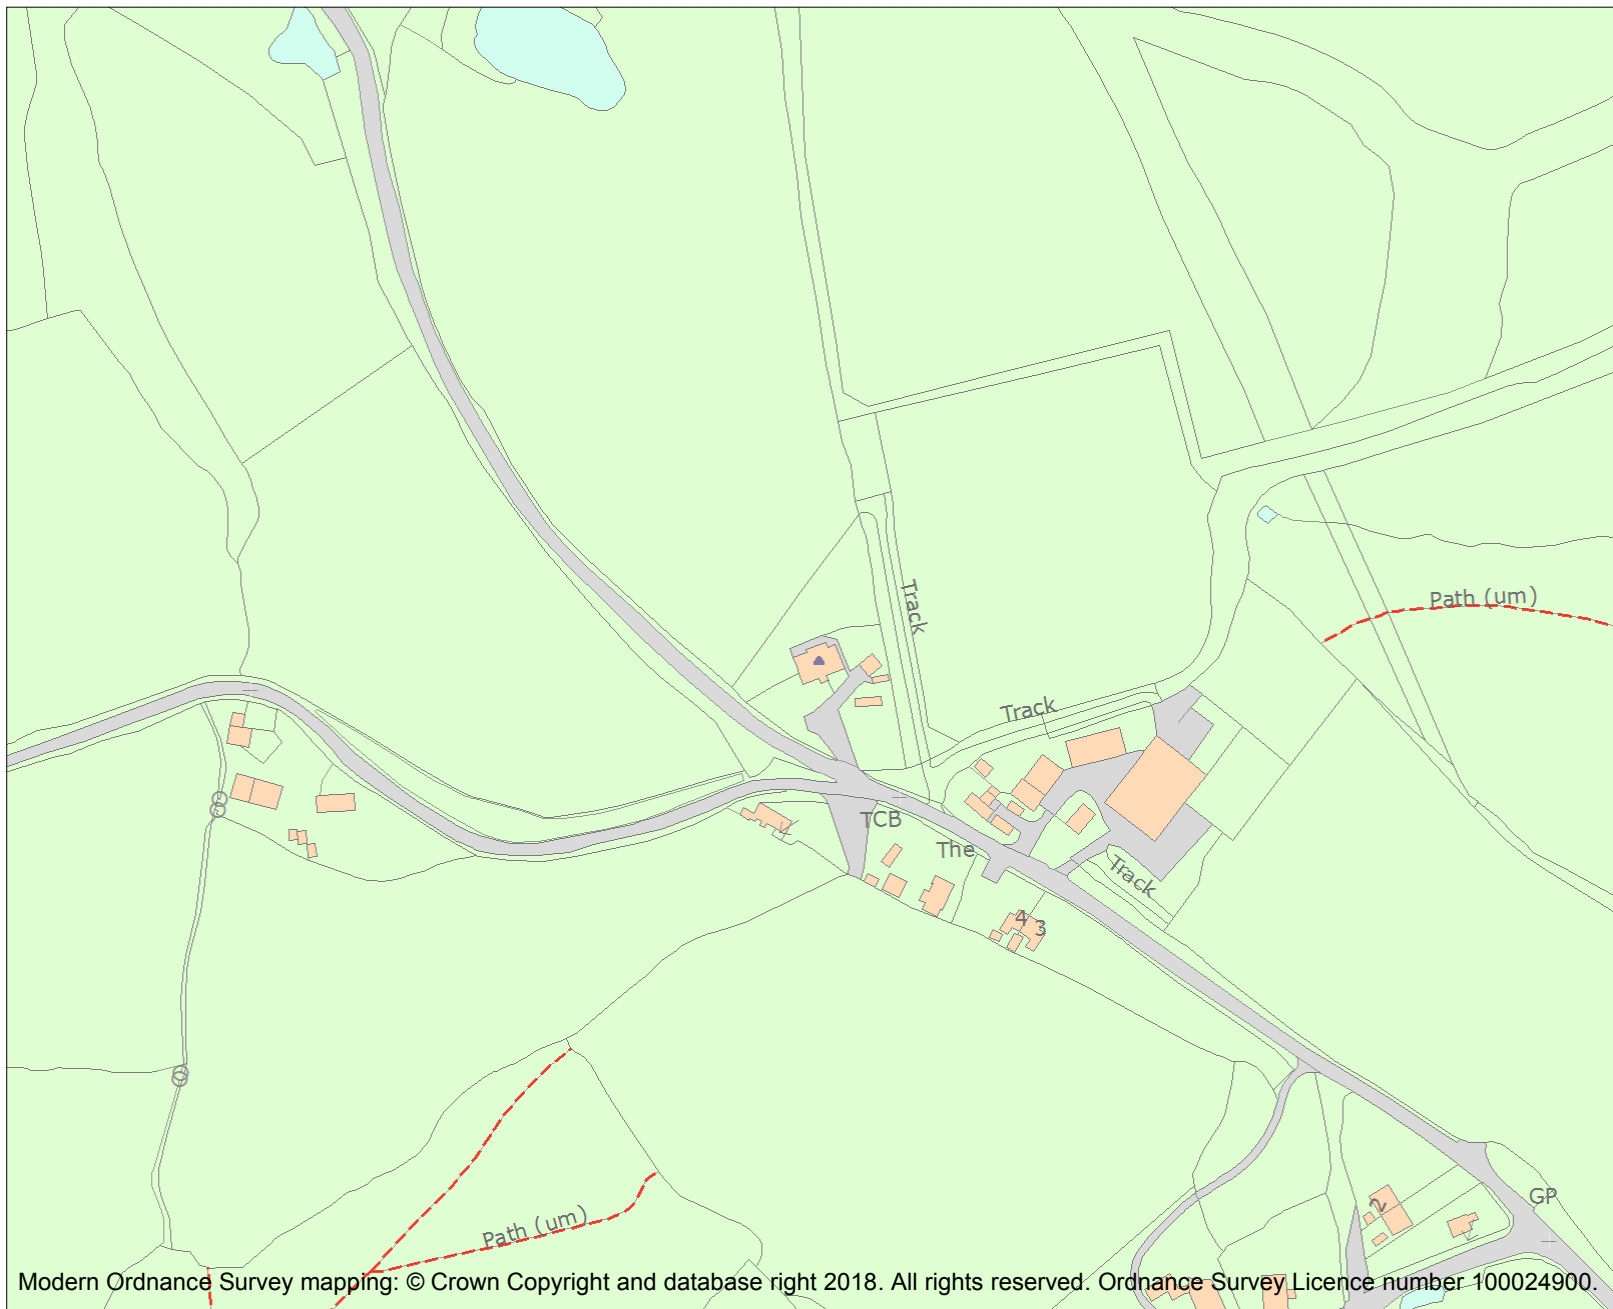 Path (um)
Track
Track
TCB
The
Track
4
3
GP
2
Path (um)
Modern Ordnance Survey mapping: © Crown Copyright and database right 2018. All rights reserved. Ordnance Survey Licence number 100024900.